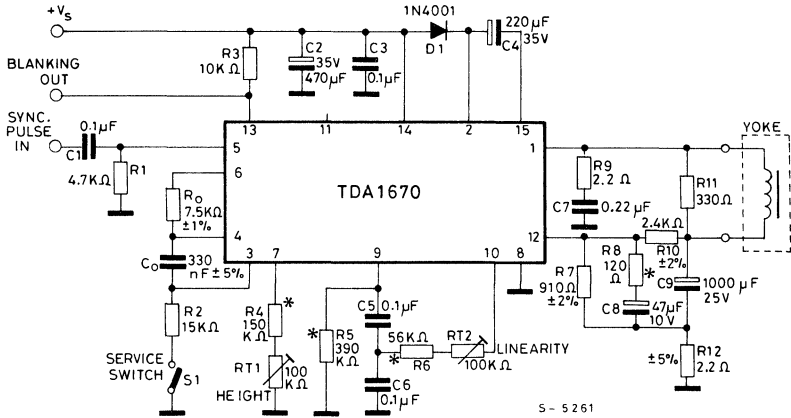 +Vs
1N4001
220µF
35V
D1
C4
R3
10KΩ
C2
35V
470µF
C3
0.1µF
BLANKING
OUT
SYNC.
PULSE
IN
0.1µF
C1
R1
4.7KΩ
13
11
14
2
15
5
6
4
3
7
9
10
8
1
12
TDA1670
Ro
7.5KΩ
±1%
Co
330
nF±5%
R2
15KΩ
SERVICE
SWITCH
S1
R4
150
KΩ
*
RT1
100
KΩ
HEIGHT
*
R5
390
KΩ
C5
0.1µF
56KΩ
*
R6
RT2
100KΩ
LINEARITY
C6
0.1µF
YOKE
R9
2.2Ω
C7
0.22µF
R11
330Ω
2.4KΩ
R10
±2%
R7
910Ω
±2%
R8
120
Ω
*
C8
47µF
10V
C9
1000µF
25V
±5%
R12
2.2Ω
S-5261